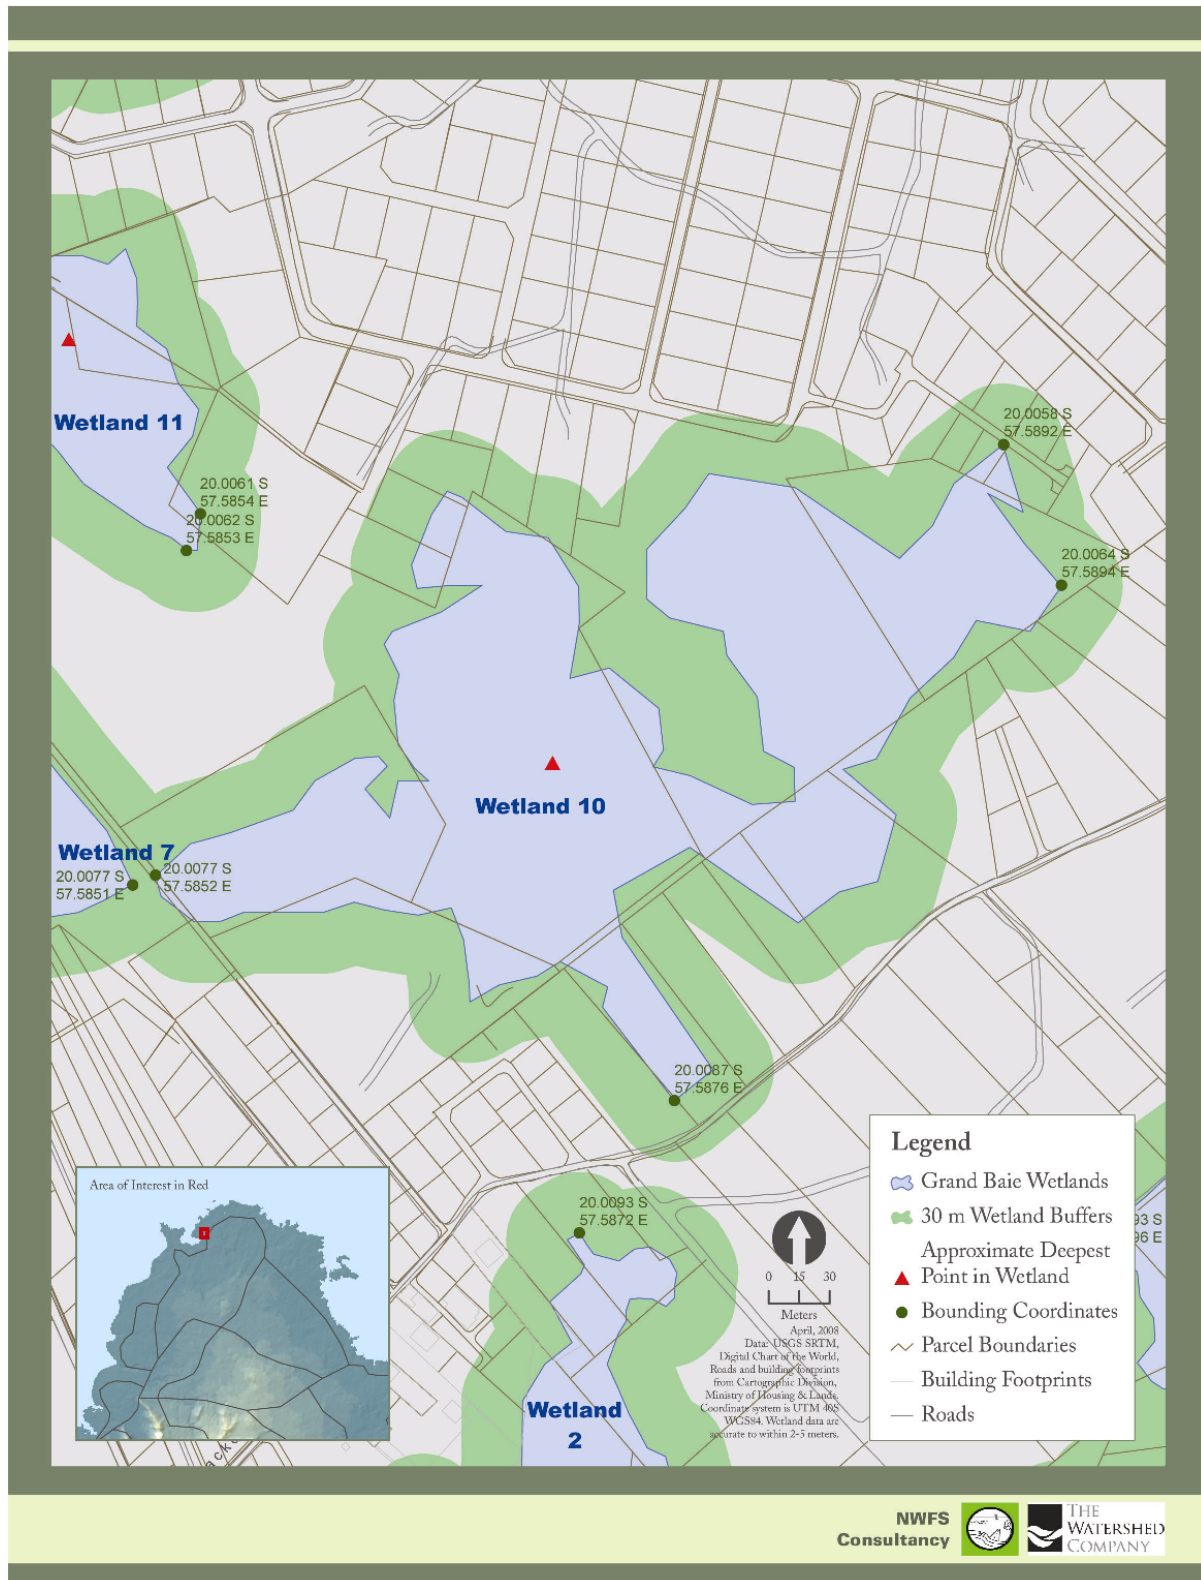 20.0058 S
57.5892 E
Wetland 11
20.0061 S
57.5854 E
20.0062 S
57.5853 E
20.0064 S
57.5894 E
Wetland 10
Wetland 7
20.0077 S
57.5851 E
20.0077 S
57.5852 E
20.0087 S
57.5876 E
20.0093 S
57.5872 E
93 S
96 E
Wetland
2
Area of Interest in Red
0 15 30
Meters
April, 2008
Data: USGS SRTM,
Digital Chart of the World,
Roads and building footprints
from Cartographic Division,
Ministry of Housing & Lands.
Coordinate system is UTM 40S
WGS84. Wetland data are
accurate to within 2-5 meters.
Legend
Grand Baie Wetlands
30 m Wetland Buffers
Approximate Deepest
Point in Wetland
Bounding Coordinates
Parcel Boundaries
Building Footprints
Roads
NWFS
Consultancy
THE
WATERSHED
COMPANY